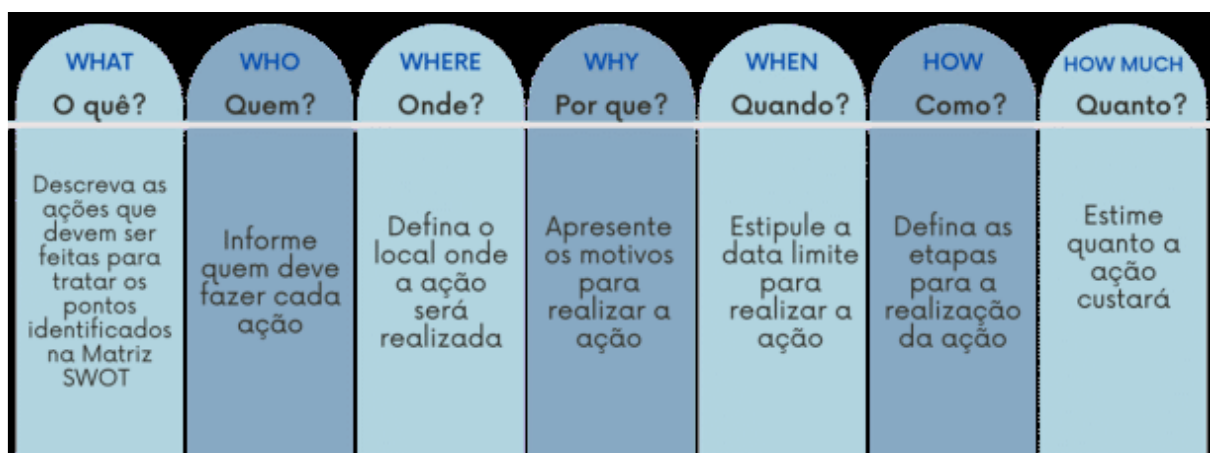 WHAT
O quê?
Descreva as
ações que
devem ser
feitas para
tratar os
pontos
identificados
na Matriz
SWOT
WHO
Quem?
Informe
quem deve
fazer cada
ação
WHERE
Onde?
Defina o
local onde
a ação
será
realizada
WHY
Por que?
Apresente
os motivos
para
realizar a
ação
WHEN
Quando?
Estipule a
data limite
para
realizar a
ação
HOW
Como?
Defina as
etapas
para a
realização
da ação
HOW MUCH
Quanto?
Estime
quanto a
ação
custará